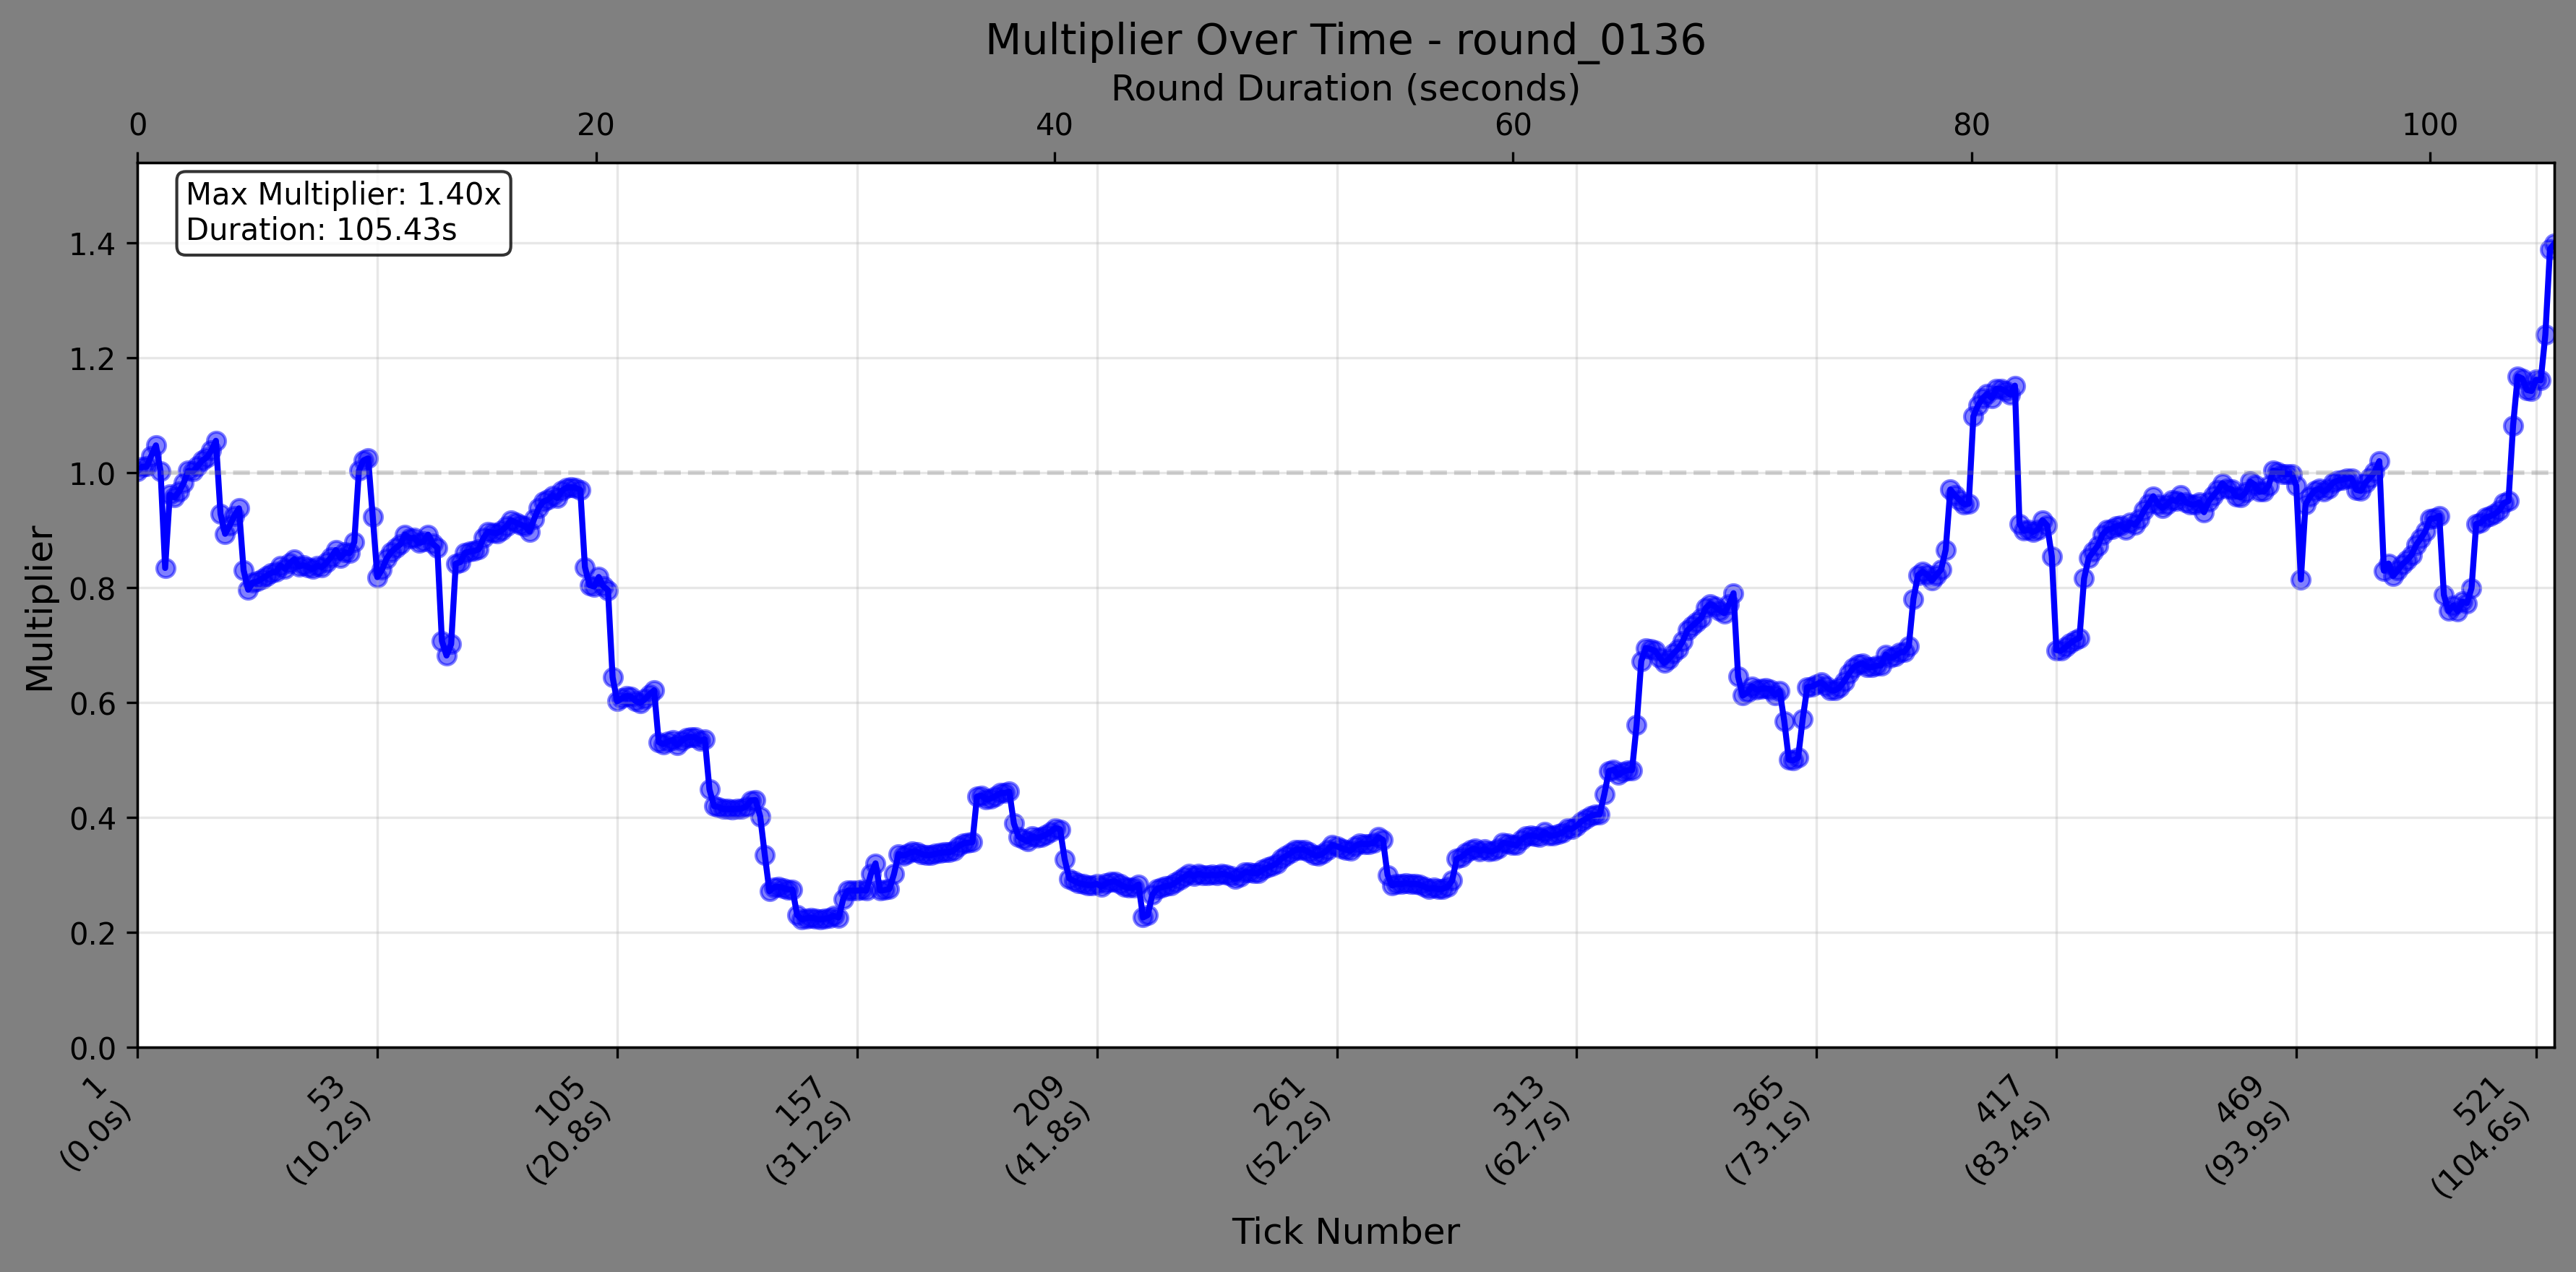 Multiplier Over Time - round_0136
Round Duration (seconds)
0 20 40 60 80 100
Max Multiplier: 1.40x
Duration: 105.43s
Multiplier
1.4
1.2
1.0
0.8
0.6
0.4
0.2
0.0
1
(0.0s)
53
(10.2s)
105
(20.8s)
157
(31.2s)
209
(41.8s)
261
(52.2s)
313
(62.7s)
365
(73.1s)
417
(83.4s)
469
(93.9s)
521
(104.6s)
Tick Number